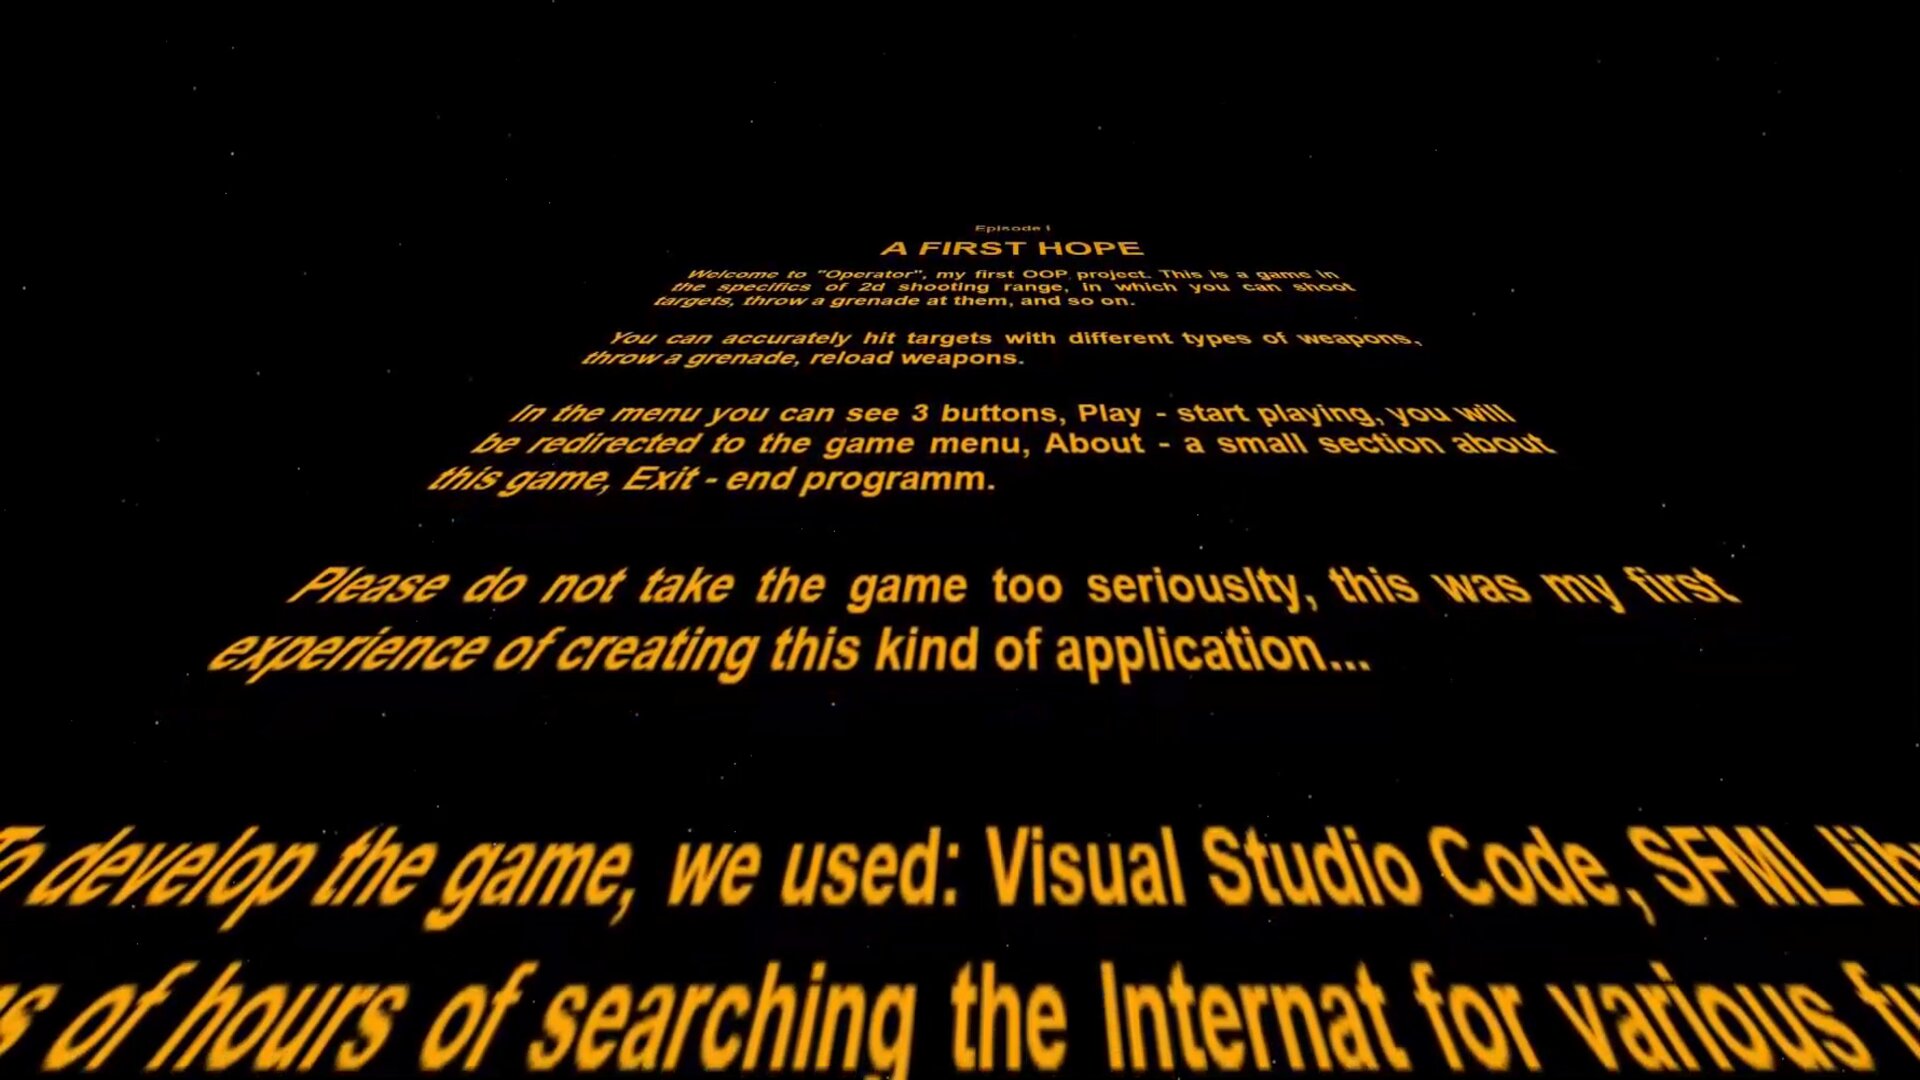 Episode I
A FIRST HOPE
Welcome to "Operator", my first OOP project. This is a game in
the specifics of 2d shooting range, in which you can shoot
targets, throw a grenade at them, and so on.
You can accurately hit targets with different types of weapons,
throw a grenade, reload weapons.
In the menu you can see 3 buttons, Play - start playing, you will
be redirected to the game menu, About - a small section about
this game, Exit - end programm.
Please do not take the game too seriouslty, this was my first
experience of creating this kind of application...
To develop the game, we used: Visual Studio Code, SFML
of hours of searching the Internat for various